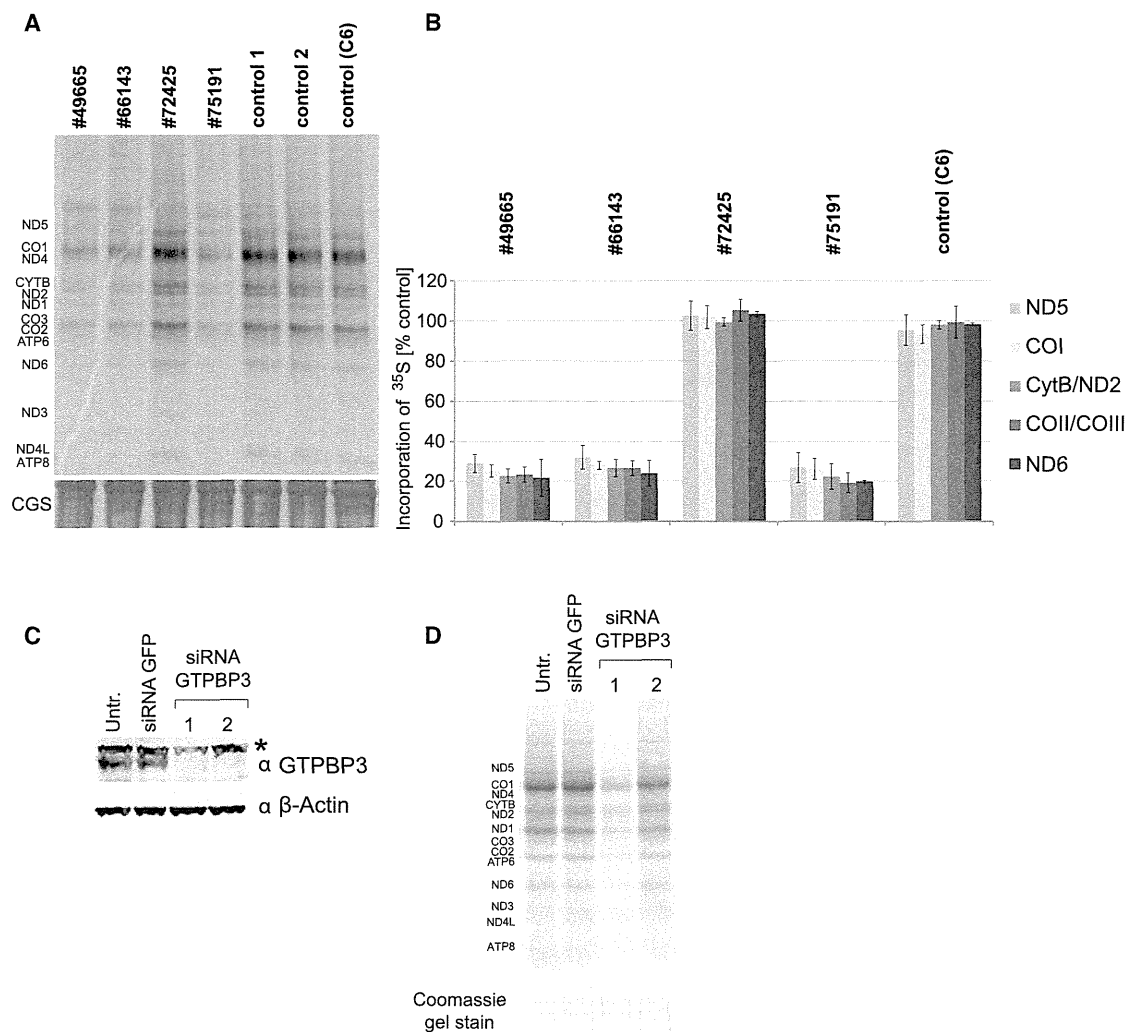 A
#49665
#66143
#72425
#75191
control 1
control 2
control (C6)
ND5
CO1
ND4
CYTB
ND2
ND1
CO3
CO2
ATP6
ND6
ND3
ND4L
ATP8
CGS
B
#49665
#66143
#72425
#75191
control (C6)
Incorporation of ³⁵S [% control]
120
100
80
60
40
20
0
ND5
COI
CytB/ND2
COII/COIII
ND6
C
Untr.
siRNA GFP
siRNA
GTPBP3
1
2
*
α GTPBP3
α β-Actin
D
Untr.
siRNA GFP
siRNA
GTPBP3
1
2
ND5
CO1
ND4
CYTB
ND2
ND1
CO3
CO2
ATP6
ND6
ND3
ND4L
ATP8
Coomassie
gel stain